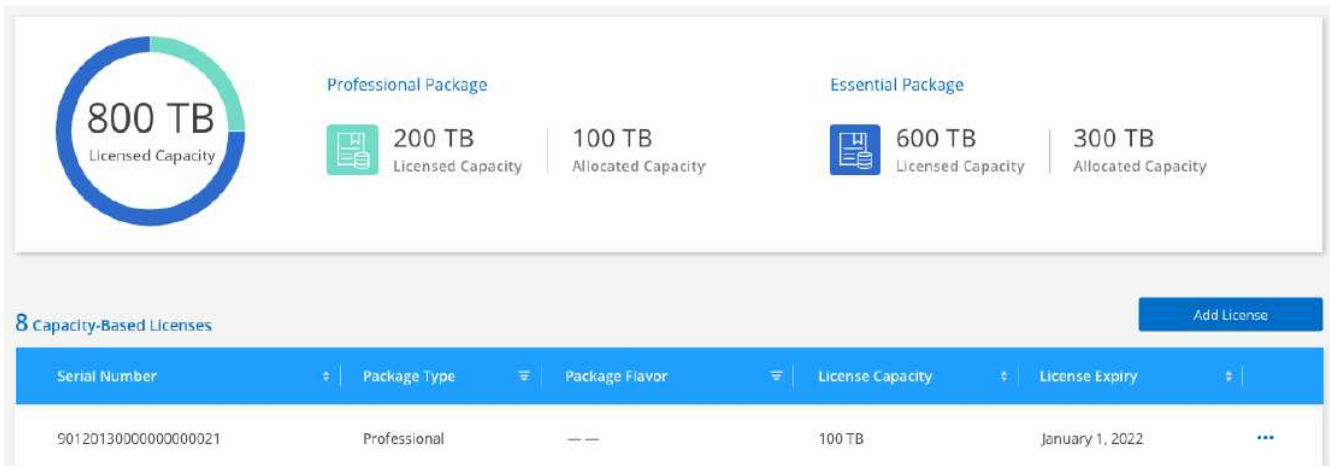 800 TB
Licensed Capacity
Professional Package
200 TB
Licensed Capacity
100 TB
Allocated Capacity
Essential Package
600 TB
Licensed Capacity
300 TB
Allocated Capacity
8 Capacity-Based Licenses
Add License
Serial Number Package Type Package Flavor License Capacity License Expiry
90120130000000000021 Professional — — 100 TB January 1, 2022 ...